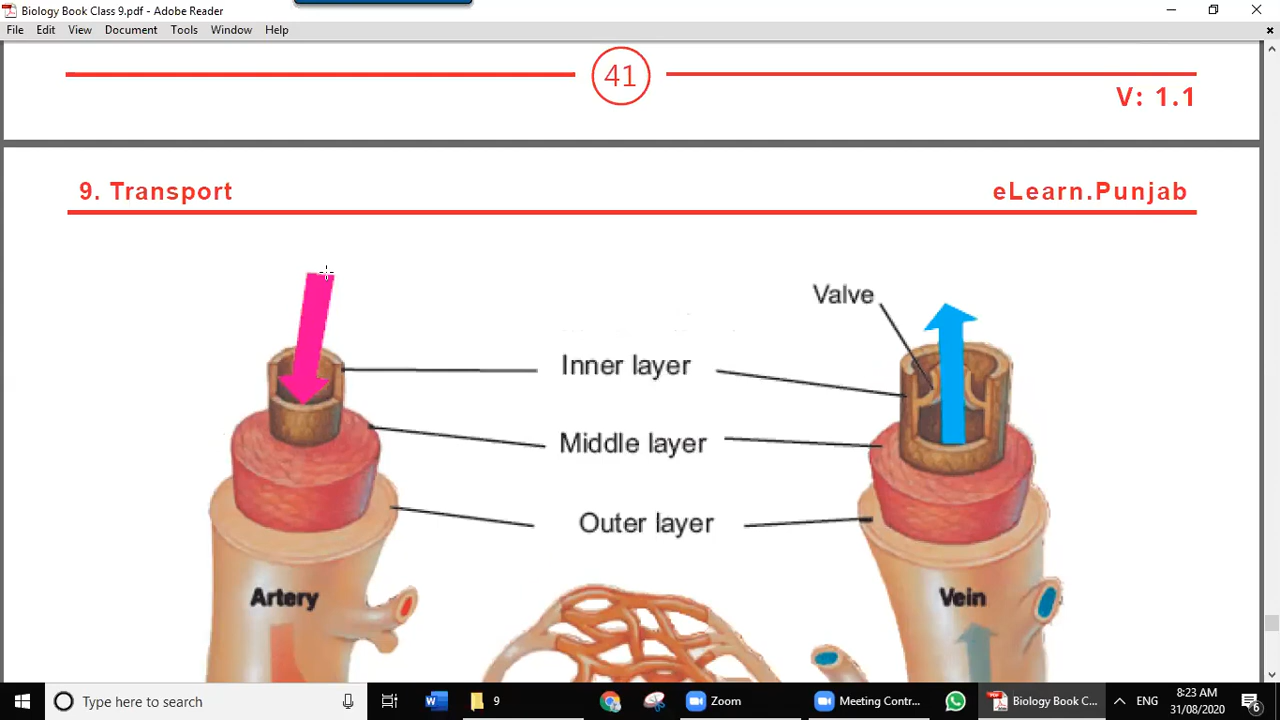 Biology Book Class 9.pdf - Adobe Reader
File Edit View Document Tools Window Help
41
V: 1.1
9. Transport
eLearn.Punjab
Valve
Inner layer
Middle layer
Outer layer
Artery
Vein
Type here to search
9
Zoom
Meeting Contr...
Biology Book C...
ENG
8:23 AM
31/08/2020
6